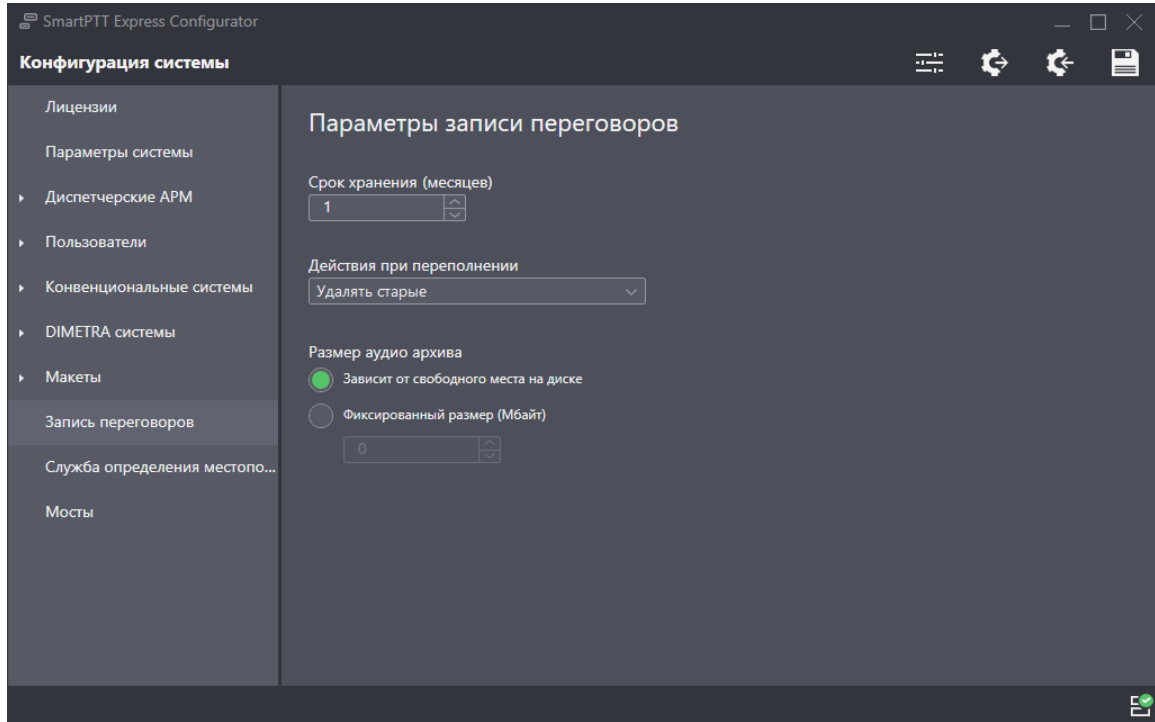 SmartPTT Express Configurator
Конфигурация системы
Лицензии
Параметры системы
Диспетчерские АРМ
Пользователи
Конвенциональные системы
DIMETRA системы
Макеты
Запись переговоров
Служба определения местопо...
Мосты
Параметры записи переговоров
Срок хранения (месяцев)
1
Действия при переполнении
Удалять старые
Размер аудио архива
Зависит от свободного места на диске
Фиксированный размер (Мбайт)
0